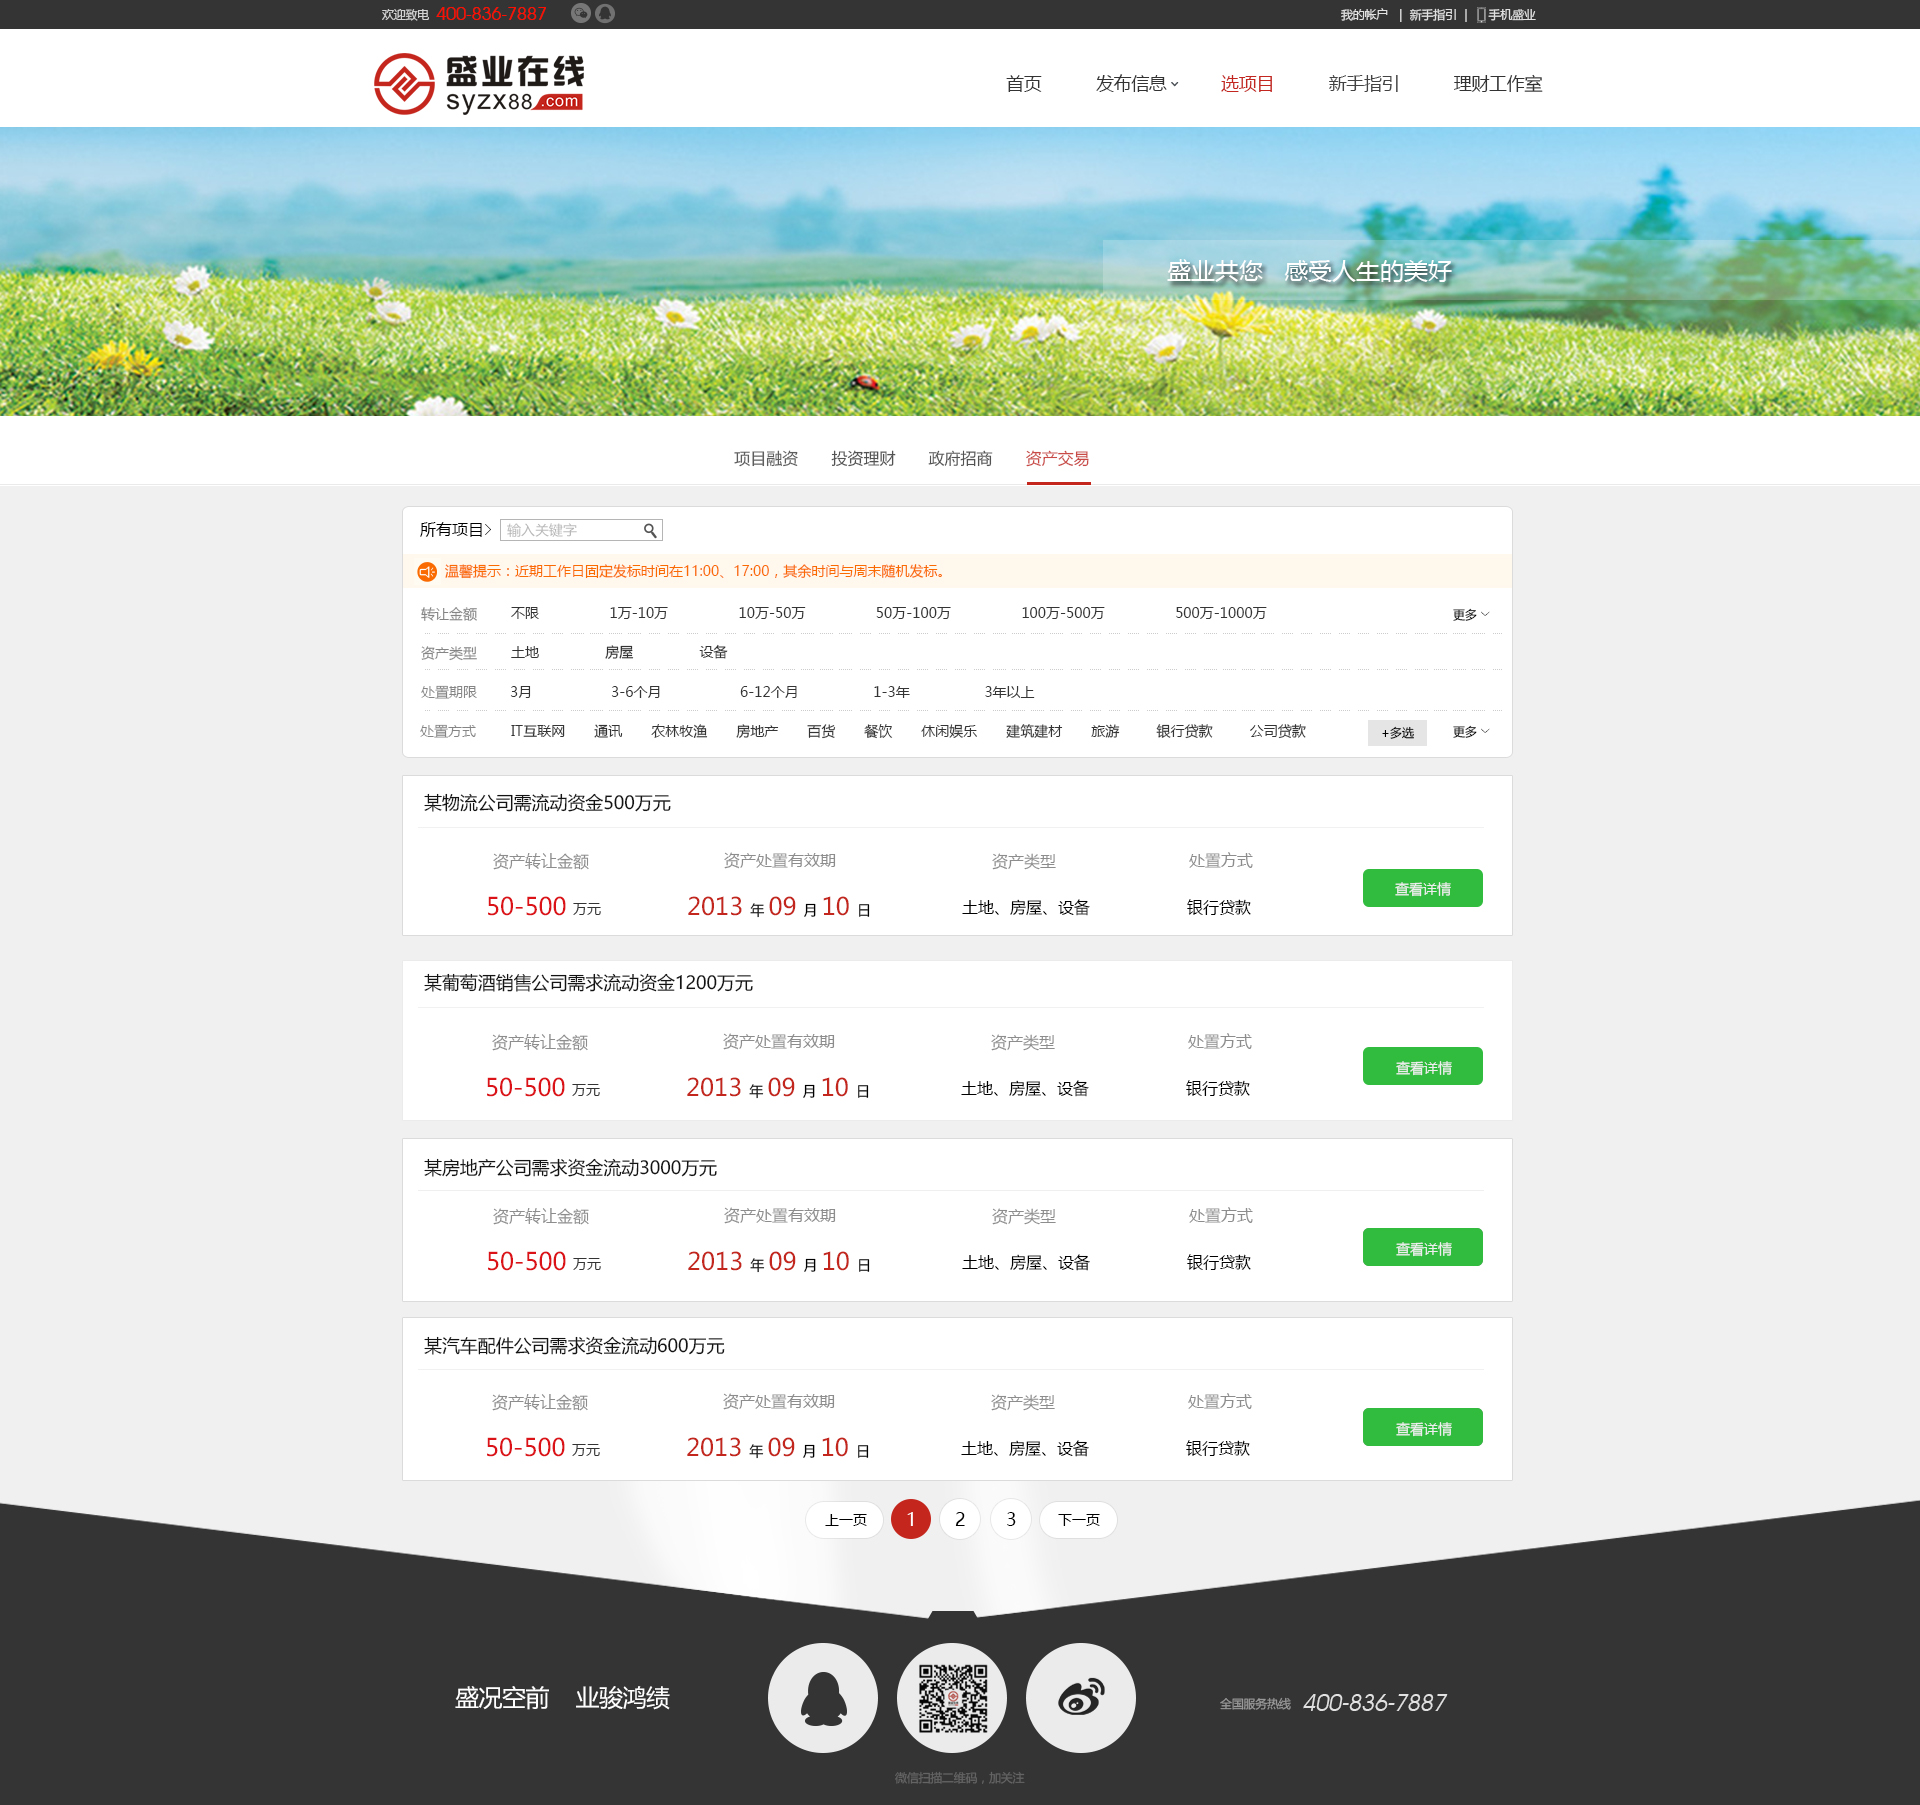 欢迎致电 400-836-7887 我的帐户 | 新手指引 | 手机盛业
盛业在线
syzx88.com
首页 发布信息 选项目 新手指引 理财工作室
盛业共您 感受人生的美好
项目融资 投资理财 政府招商 资产交易
所有项目> 输入关键字
温馨提示：近期工作日固定发标时间在11:00、17:00，其余时间与周末随机发标。
转让金额 不限 1万-10万 10万-50万 50万-100万 100万-500万 500万-1000万 更多
资产类型 土地 房屋 设备
处置期限 3月 3-6个月 6-12个月 1-3年 3年以上
处置方式 IT互联网 通讯 农林牧渔 房地产 百货 餐饮 休闲娱乐 建筑建材 旅游 银行贷款 公司贷款 +多选 更多
某物流公司需流动资金500万元
资产转让金额 资产处置有效期 资产类型 处置方式
50-500 万元 2013 年 09 月 10 日 土地、房屋、设备 银行贷款 查看详情
某葡萄酒销售公司需求流动资金1200万元
资产转让金额 资产处置有效期 资产类型 处置方式
50-500 万元 2013 年 09 月 10 日 土地、房屋、设备 银行贷款 查看详情
某房地产公司需求资金流动3000万元
资产转让金额 资产处置有效期 资产类型 处置方式
50-500 万元 2013 年 09 月 10 日 土地、房屋、设备 银行贷款 查看详情
某汽车配件公司需求资金流动600万元
资产转让金额 资产处置有效期 资产类型 处置方式
50-500 万元 2013 年 09 月 10 日 土地、房屋、设备 银行贷款 查看详情
上一页 1 2 3 下一页
盛况空前 业骏鸿绩 全国服务热线 400-836-7887
微信扫描二维码，加关注